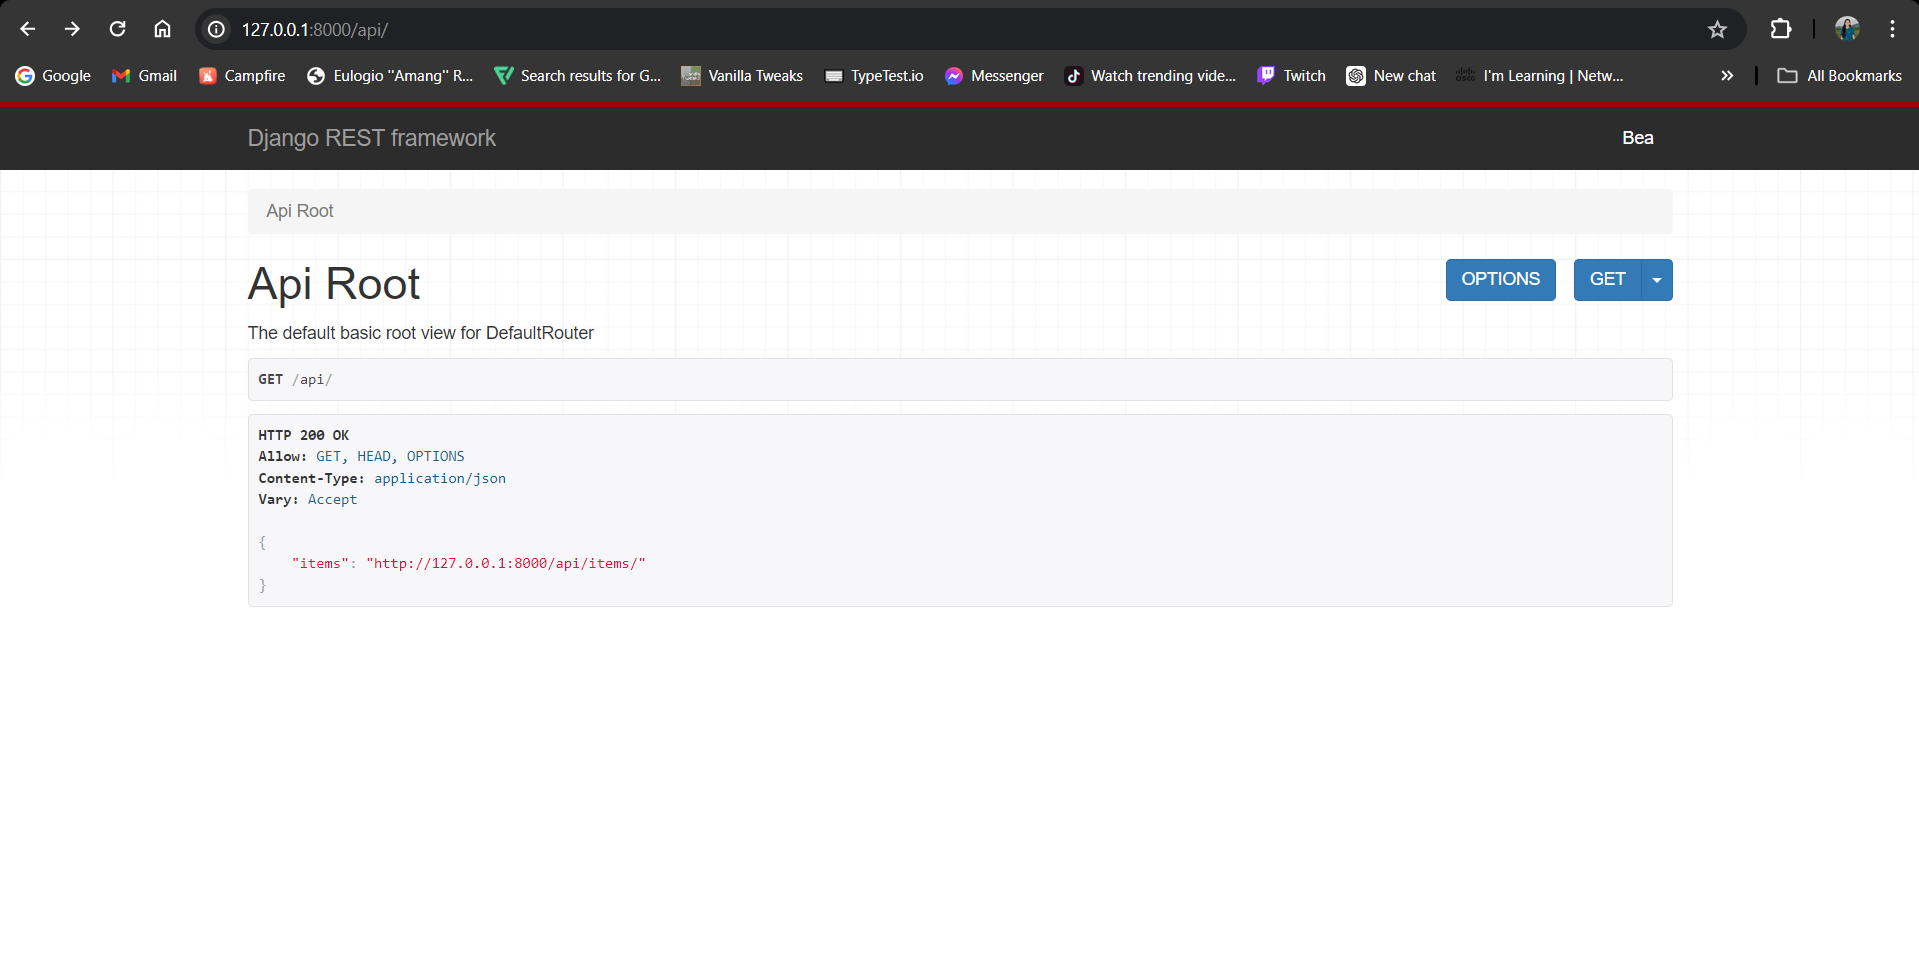 127.0.0.1:8000/api/
Google Gmail Campfire Eulogio "Amang" R... Search results for G... Vanilla Tweaks TypeTest.io Messenger Watch trending vide... Twitch New chat I'm Learning | Netw... » All Bookmarks
Django REST framework Bea
Api Root
Api Root OPTIONS GET
The default basic root view for DefaultRouter
GET /api/
HTTP 200 OK
Allow: GET, HEAD, OPTIONS
Content-Type: application/json
Vary: Accept
{
"items": "http://127.0.0.1:8000/api/items/"
}